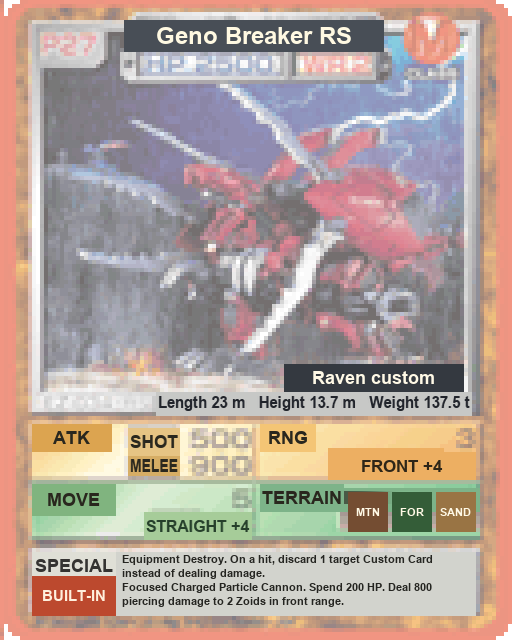 Geno Breaker RS
P27
HP 2500
M
CLASS
Raven custom
Length 23 m Height 13.7 m Weight 137.5 t
ATK
SHOT 500
MELEE 900
RNG 3
FRONT +4
MOVE 5
STRAIGHT +4
TERRAIN
MTN
FOR
SAND
SPECIAL
BUILT-IN
Equipment Destroy. On a hit, discard 1 target Custom Card
instead of dealing damage.
Focused Charged Particle Cannon. Spend 200 HP. Deal 800
piercing damage to 2 Zoids in front range.